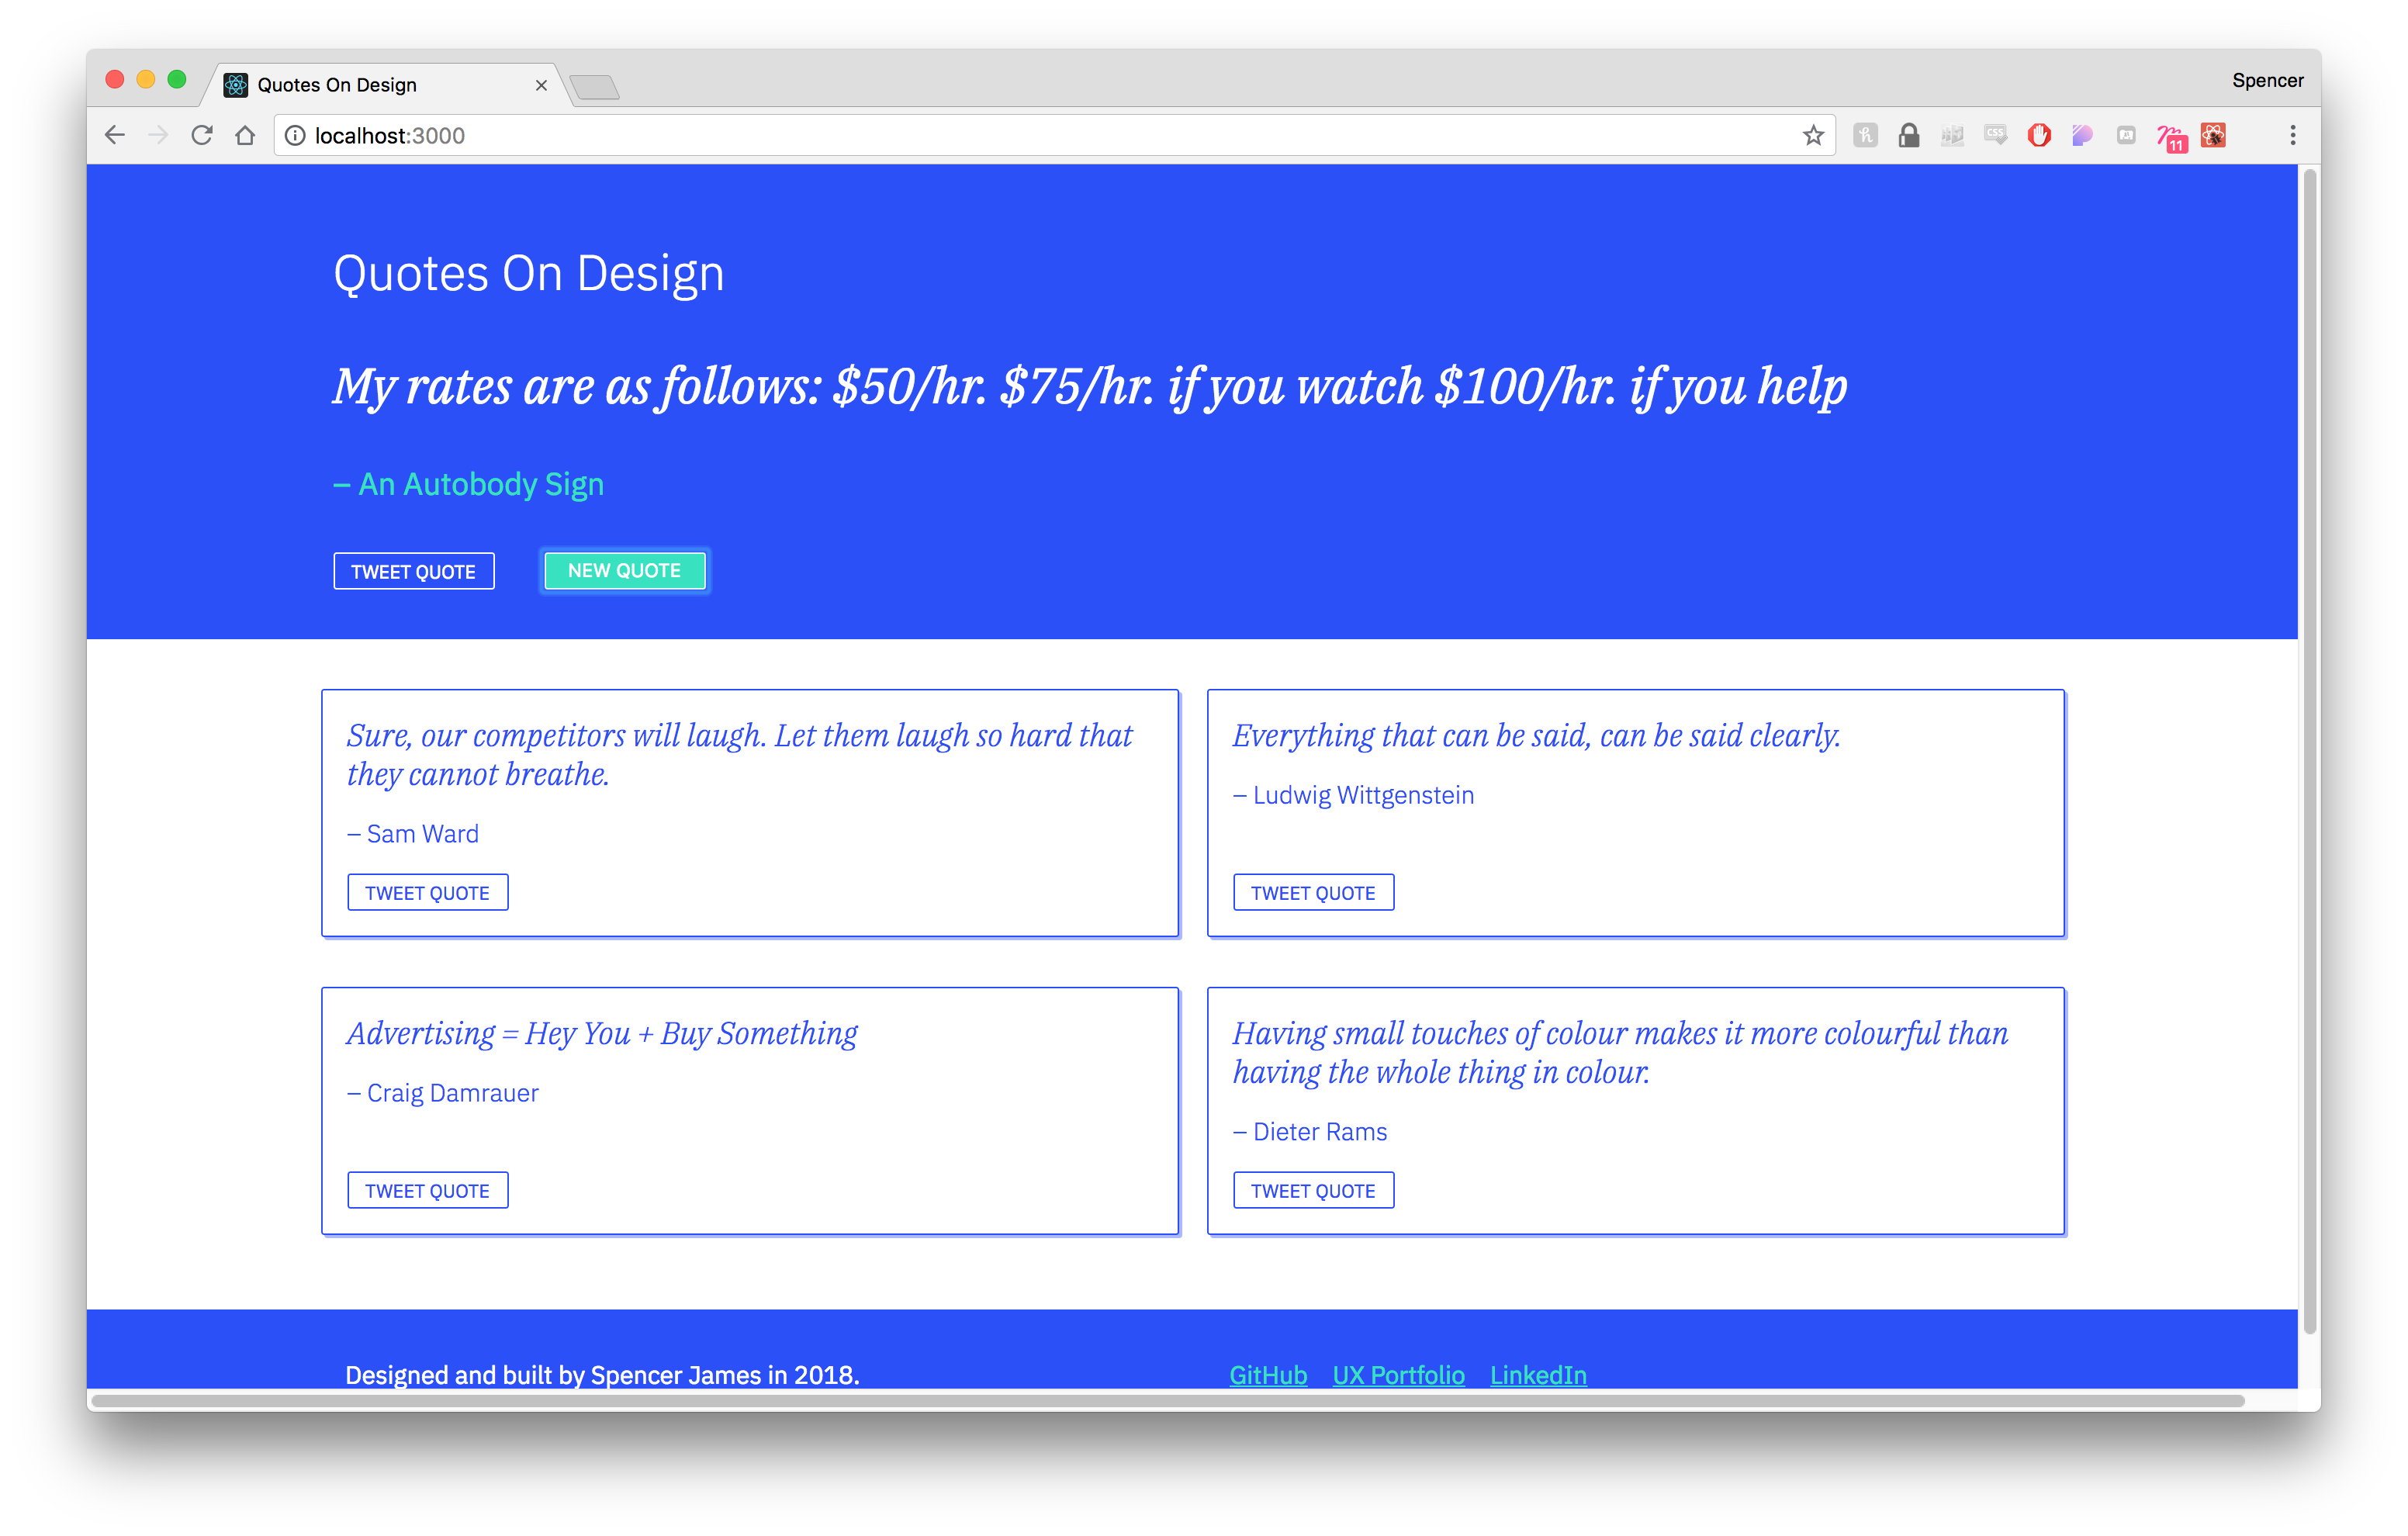 Quotes On Design
Spencer
localhost:3000
11
Quotes On Design
My rates are as follows: $50/hr. $75/hr. if you watch $100/hr. if you help
– An Autobody Sign
TWEET QUOTE NEW QUOTE
Sure, our competitors will laugh. Let them laugh so hard that
they cannot breathe.
– Sam Ward
TWEET QUOTE
Everything that can be said, can be said clearly.
– Ludwig Wittgenstein
TWEET QUOTE
Advertising = Hey You + Buy Something
– Craig Damrauer
TWEET QUOTE
Having small touches of colour makes it more colourful than
having the whole thing in colour.
– Dieter Rams
TWEET QUOTE
Designed and built by Spencer James in 2018.
GitHub UX Portfolio LinkedIn